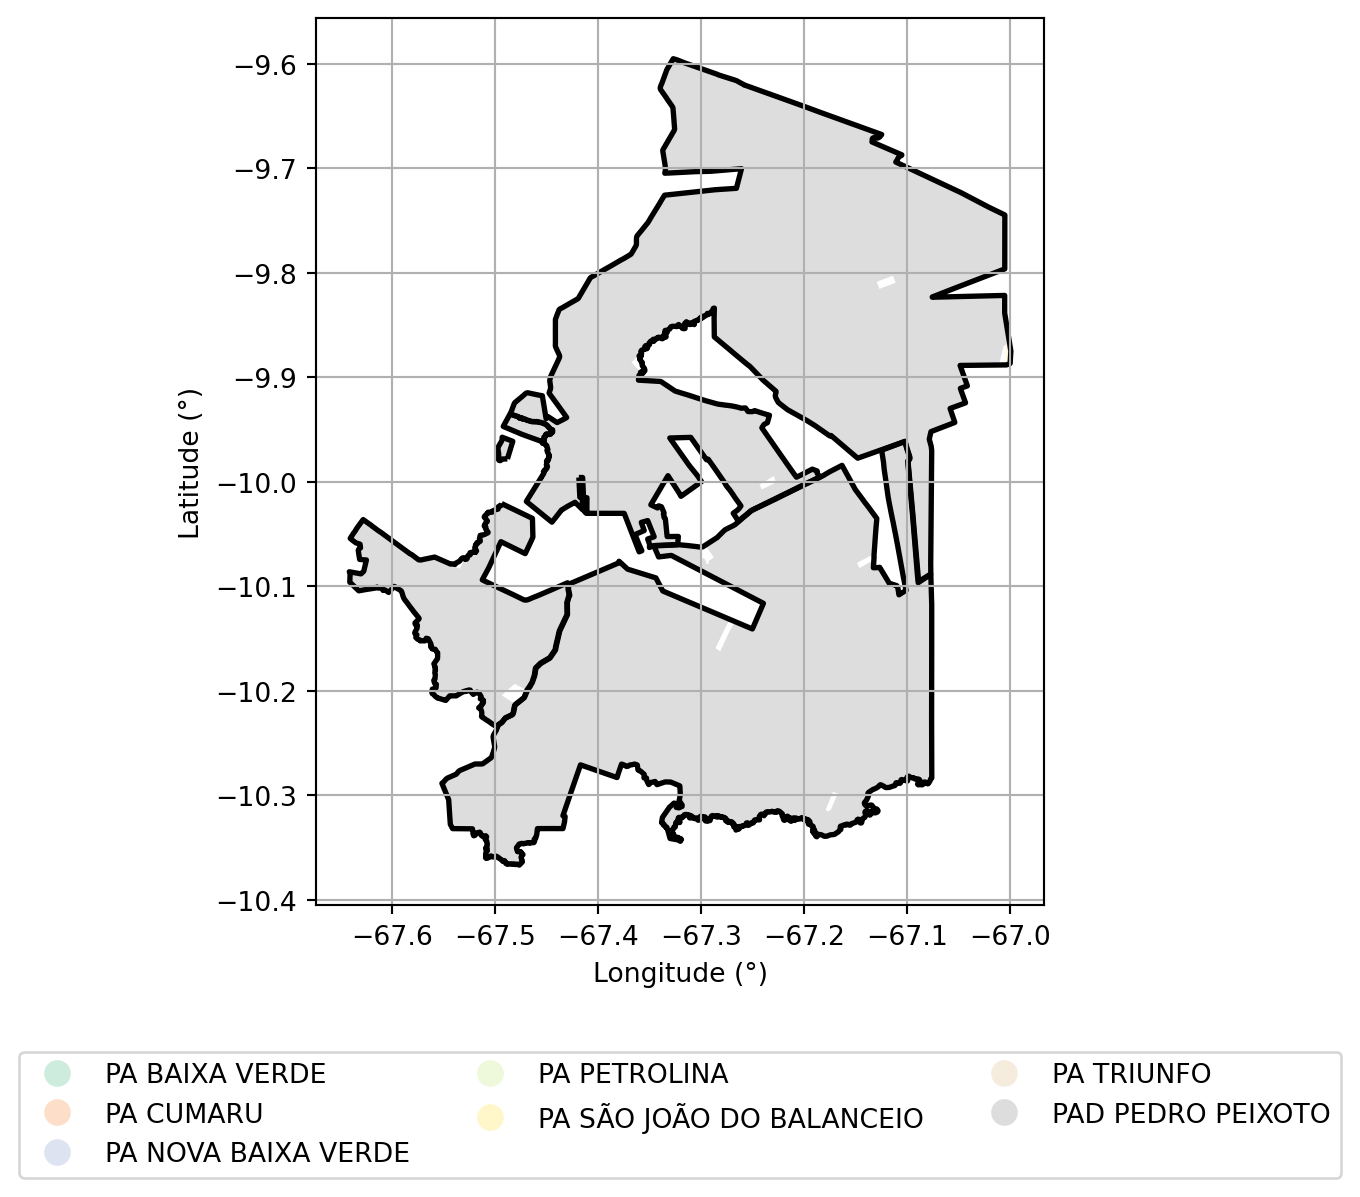 −9.6
−9.7
−9.8
−9.9
−10.0
−10.1
−10.2
−10.3
−10.4
Latitude (°)
−67.6 −67.5 −67.4 −67.3 −67.2 −67.1 −67.0
Longitude (°)
PA BAIXA VERDE
PA CUMARU
PA NOVA BAIXA VERDE
PA PETROLINA
PA SÃO JOÃO DO BALANCEIO
PA TRIUNFO
PAD PEDRO PEIXOTO